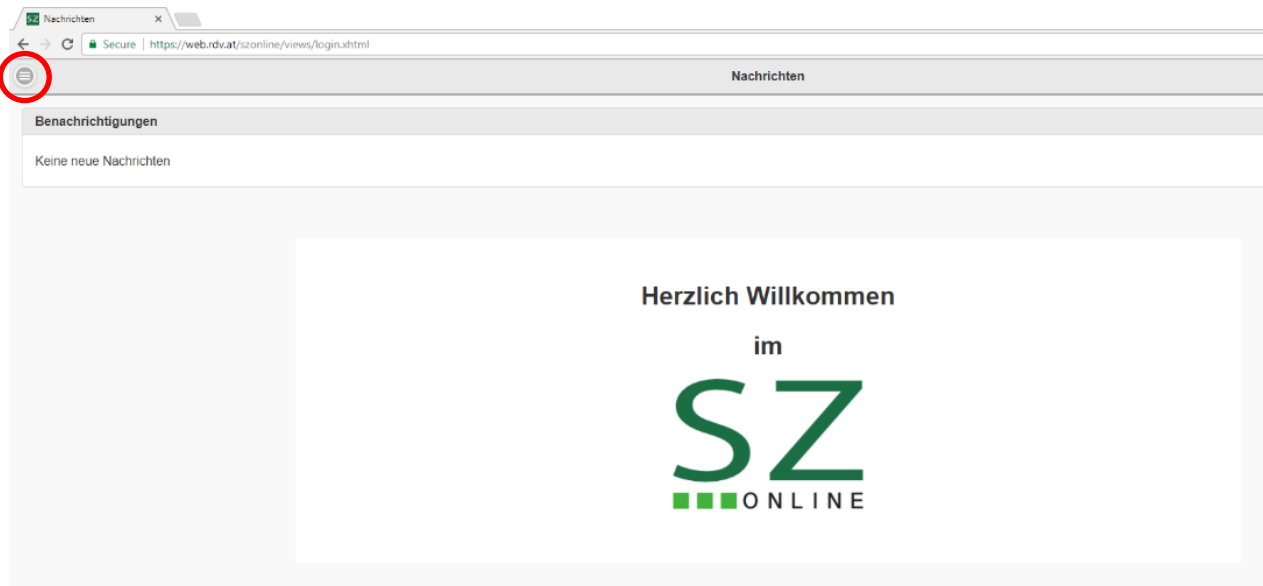 SZ Nachrichten
Secure | https://web.rdv.at/szonline/views/login.xhtml
Nachrichten
Benachrichtigungen
Keine neue Nachrichten
Herzlich Willkommen
im
SZ
ONLINE